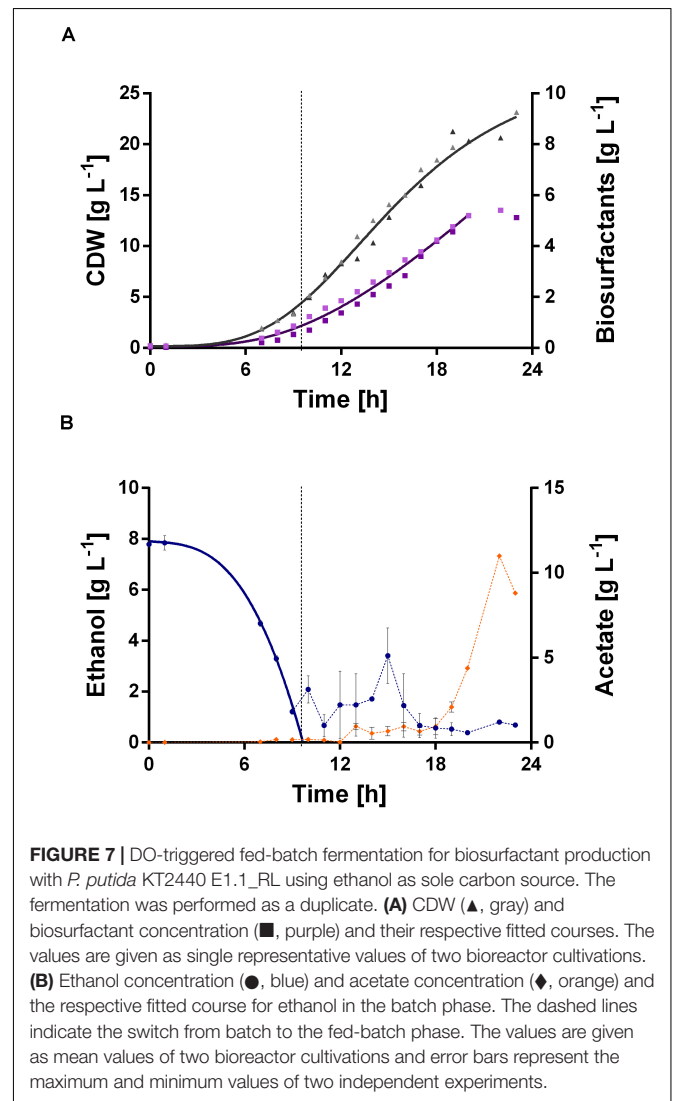 A
25
20
15
10
5
0
CDW [g L-1]
10
8
6
4
2
0
Biosurfactants [g L-1]
0 6 12 18 24
Time [h]
B
10
8
6
4
2
0
Ethanol [g L-1]
15
10
5
0
Acetate [g L-1]
0 6 12 18 24
Time [h]
FIGURE 7 | DO-triggered fed-batch fermentation for biosurfactant production
with P. putida KT2440 E1.1_RL using ethanol as sole carbon source. The
fermentation was performed as a duplicate. (A) CDW (▲, gray) and
biosurfactant concentration (■, purple) and their respective fitted courses. The
values are given as single representative values of two bioreactor cultivations.
(B) Ethanol concentration (●, blue) and acetate concentration (♦, orange) and
the respective fitted course for ethanol in the batch phase. The dashed lines
indicate the switch from batch to the fed-batch phase. The values are given
as mean values of two bioreactor cultivations and error bars represent the
maximum and minimum values of two independent experiments.